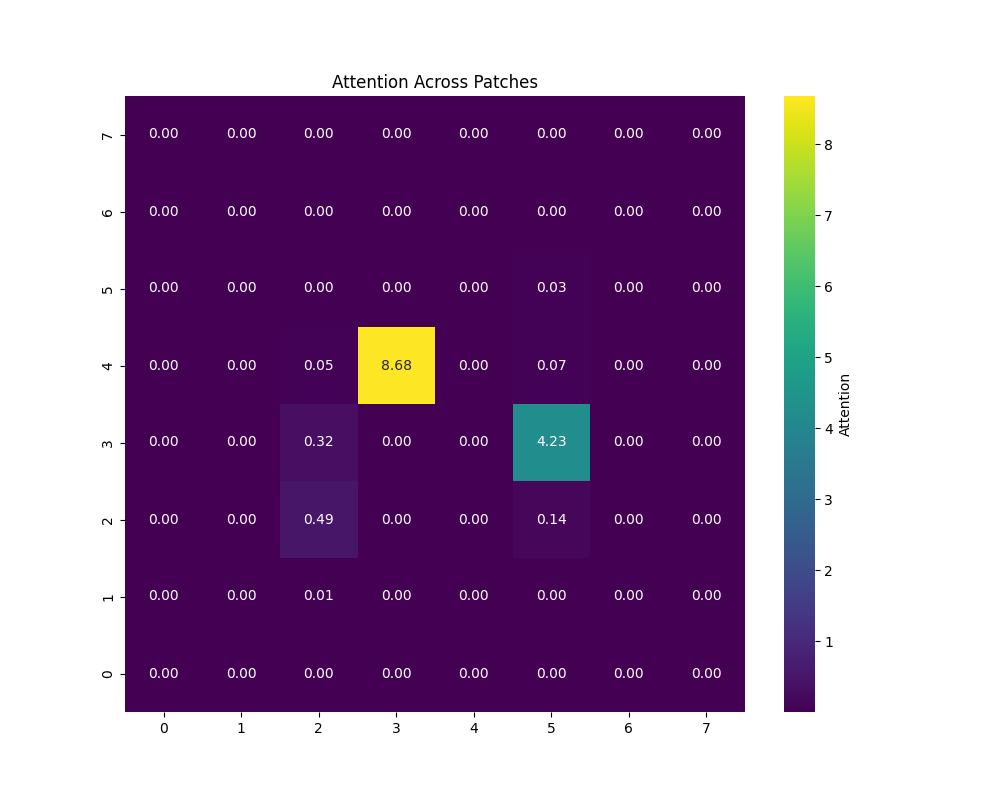 Attention Across Patches
7 0.00 0.00 0.00 0.00 0.00 0.00 0.00 0.00
6 0.00 0.00 0.00 0.00 0.00 0.00 0.00 0.00
5 0.00 0.00 0.00 0.00 0.00 0.03 0.00 0.00
4 0.00 0.00 0.05 8.68 0.00 0.07 0.00 0.00
3 0.00 0.00 0.32 0.00 0.00 4.23 0.00 0.00
2 0.00 0.00 0.49 0.00 0.00 0.14 0.00 0.00
1 0.00 0.00 0.01 0.00 0.00 0.00 0.00 0.00
0 0.00 0.00 0.00 0.00 0.00 0.00 0.00 0.00
0 1 2 3 4 5 6 7
8
7
6
5
4
3
2
1
Attention